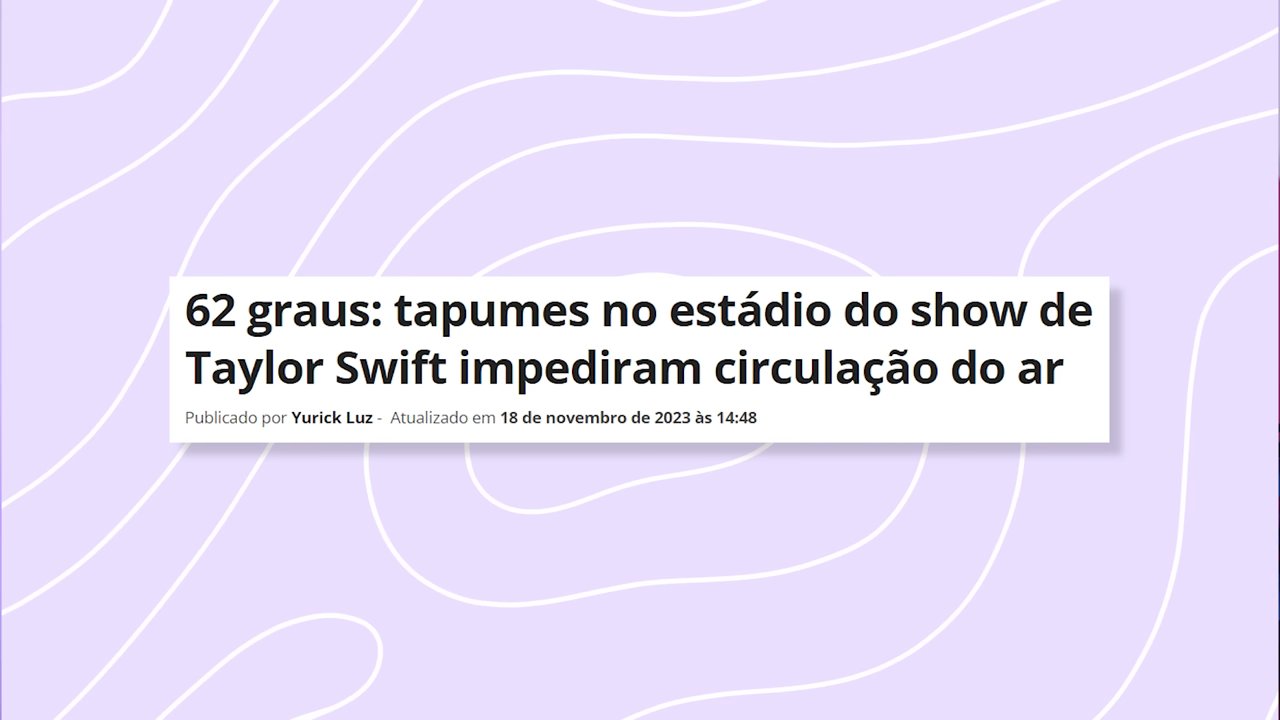 62 graus: tapumes no estádio do show de
Taylor Swift impediram circulação do ar
Publicado por Yurick Luz - Atualizado em 18 de novembro de 2023 às 14:48